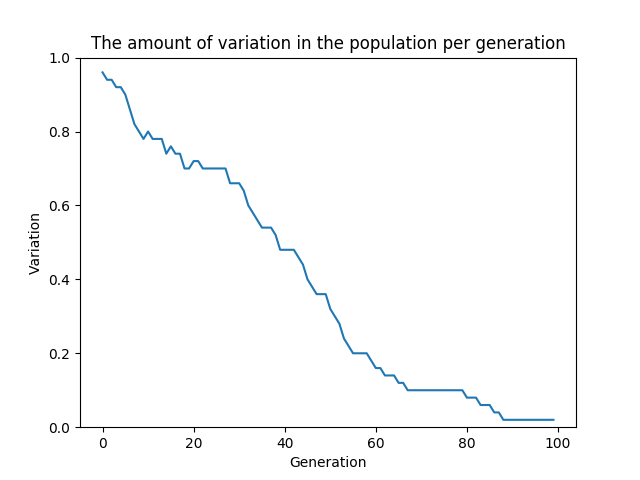 The amount of variation in the population per generation
1.0
0.8
0.6
0.4
0.2
0.0
Variation
0 20 40 60 80 100
Generation